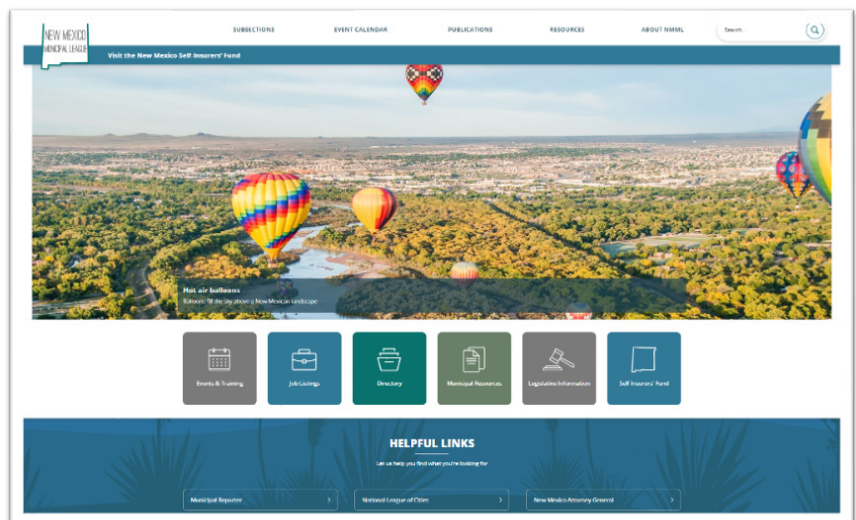 NEW MEXICO
MUNICIPAL LEAGUE
SUBSECTIONS
EVENT CALENDAR
PUBLICATIONS
RESOURCES
ABOUT NMML
Search...
Visit the New Mexico Self Insurers' Fund
Hot air balloons
Balloons fill the sky above a New Mexican landscape
Events & Training
Job Listings
Directory
Municipal Resources
Legislative Information
Self Insurers' Fund
HELPFUL LINKS
Let us help you find what you're looking for
Municipal Reporter
National League of Cities
New Mexico Attorney General